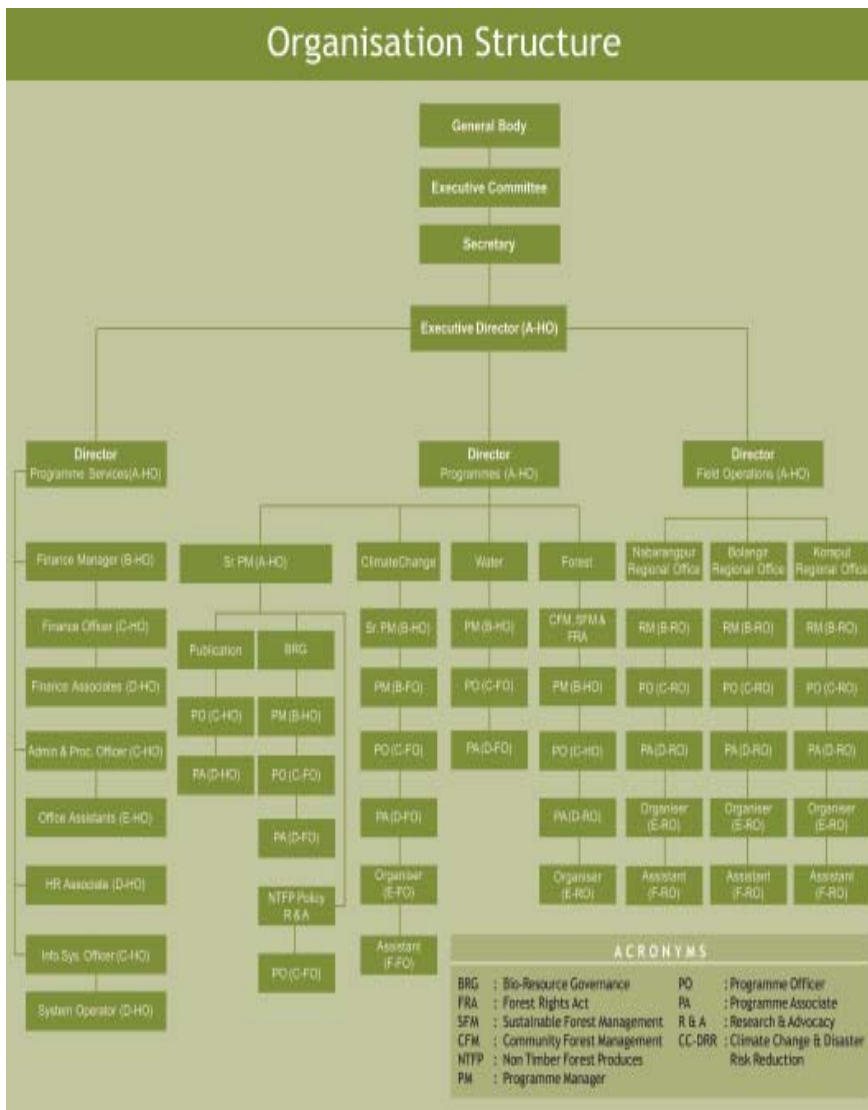 Organisation Structure
General Body
Executive Committee
Secretary
Executive Director (A-HO)
Director
Programme Services(A-HO)
Director
Programmes (A-HO)
Director
Field Operations (A-HO)
Finance Manager (B-HO)
Finance Officer (C-HO)
Finance Associates (D-HO)
Admin & Proc. Officer (C-HO)
Office Assistants (E-HO)
HR Associate (D-HO)
Info Sys. Officer (C-HO)
System Operator (D-HO)
Sr. PM (A-HO)
Publication
PO (C-HO)
PA (D-HO)
BRG
PM (B-HO)
PO (C-FO)
PA (D-FO)
NTFP Policy
R & A
PO (C-FO)
ClimateChange
Sr. PM (B-HO)
PM (B-FO)
PO (C-FO)
PA (D-FO)
Organiser
(E-FO)
Assistant
(F-FO)
Water
PM (B-HO)
PO (C-FO)
PA (D-FO)
Forest
CFM, SFM &
FRA
PM (B-HO)
PO (C-HO)
PA (D-RO)
Organiser
(E-RO)
Nabarangpur
Regional Office
RM (B-RO)
PO (C-RO)
PA (D-RO)
Organiser
(E-RO)
Assistant
(F-RO)
Bolangir
Regional Office
RM (B-RO)
PO (C-RO)
PA (D-RO)
Organiser
(E-RO)
Assistant
(F-RO)
Koraput
Regional Office
RM (B-RO)
PO (C-RO)
PA (D-RO)
Organiser
(E-RO)
Assistant
(F-RO)
ACRONYMS
BRG : Bio-Resource Governance
FRA : Forest Rights Act
SFM : Sustainable Forest Management
CFM : Community Forest Management
NTFP : Non Timber Forest Produces
PM : Programme Manager
PO : Programme Officer
PA : Programme Associate
R & A : Research & Advocacy
CC-DRR : Climate Change & Disaster
Risk Reduction